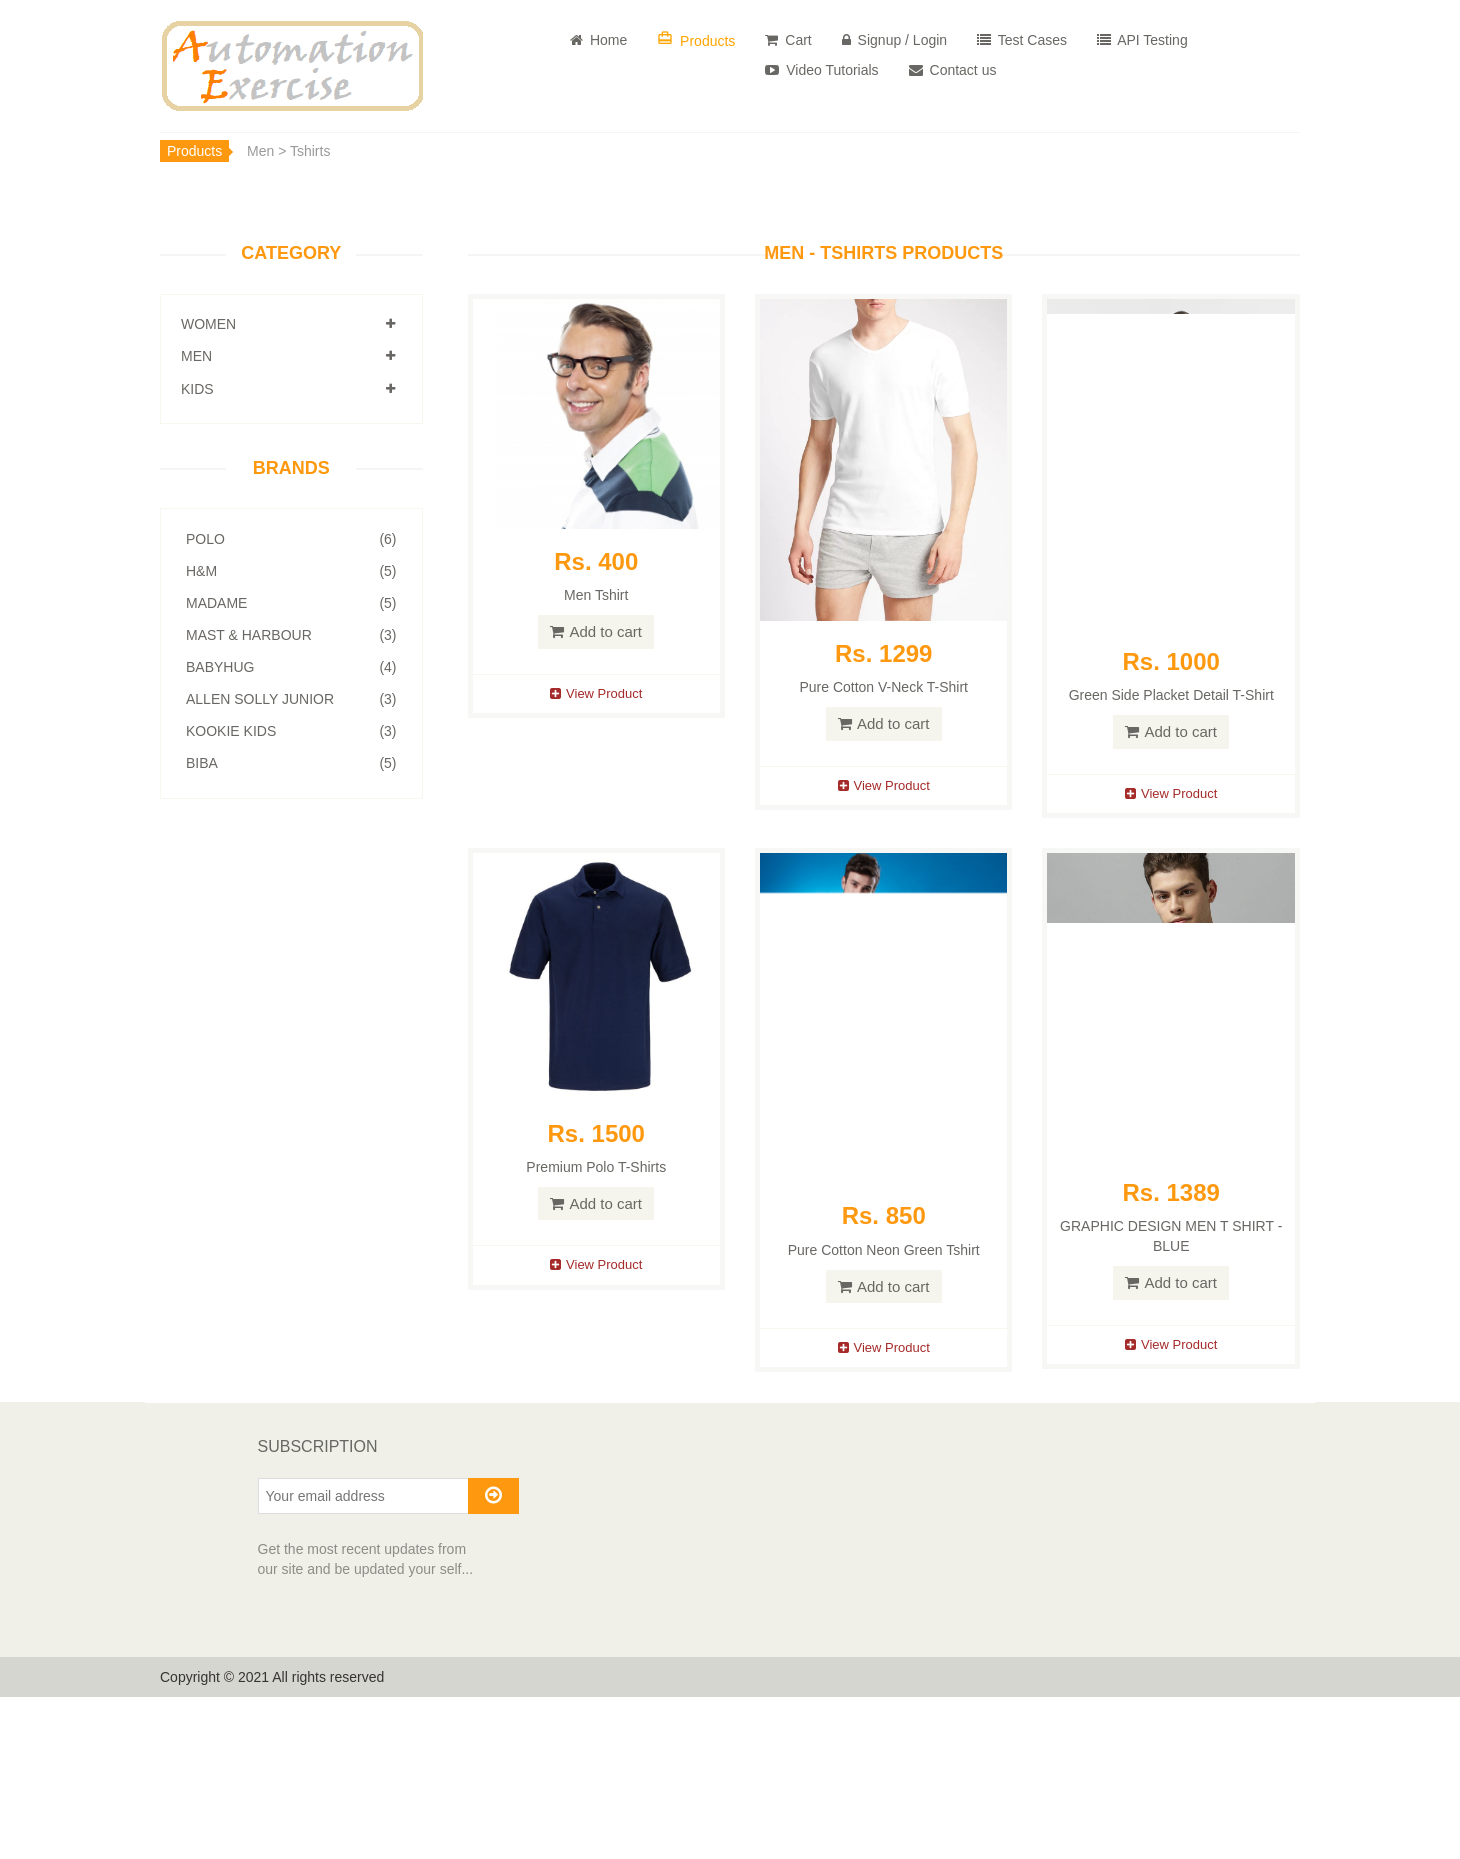 Automation
Exercise
Home
Products
Cart
Signup / Login
Test Cases
API Testing
Video Tutorials
Contact us
Products
Men > Tshirts
CATEGORY
WOMEN
MEN
KIDS
BRANDS
POLO (6)
H&M (5)
MADAME (5)
MAST & HARBOUR (3)
BABYHUG (4)
ALLEN SOLLY JUNIOR (3)
KOOKIE KIDS (3)
BIBA (5)
MEN - TSHIRTS PRODUCTS
Rs. 400
Men Tshirt
Add to cart
View Product
Rs. 1299
Pure Cotton V-Neck T-Shirt
Add to cart
View Product
Rs. 1000
Green Side Placket Detail T-Shirt
Add to cart
View Product
Rs. 1500
Premium Polo T-Shirts
Add to cart
View Product
Rs. 850
Pure Cotton Neon Green Tshirt
Add to cart
View Product
Rs. 1389
GRAPHIC DESIGN MEN T SHIRT -
BLUE
Add to cart
View Product
SUBSCRIPTION
Your email address
Get the most recent updates from
our site and be updated your self...
Copyright © 2021 All rights reserved